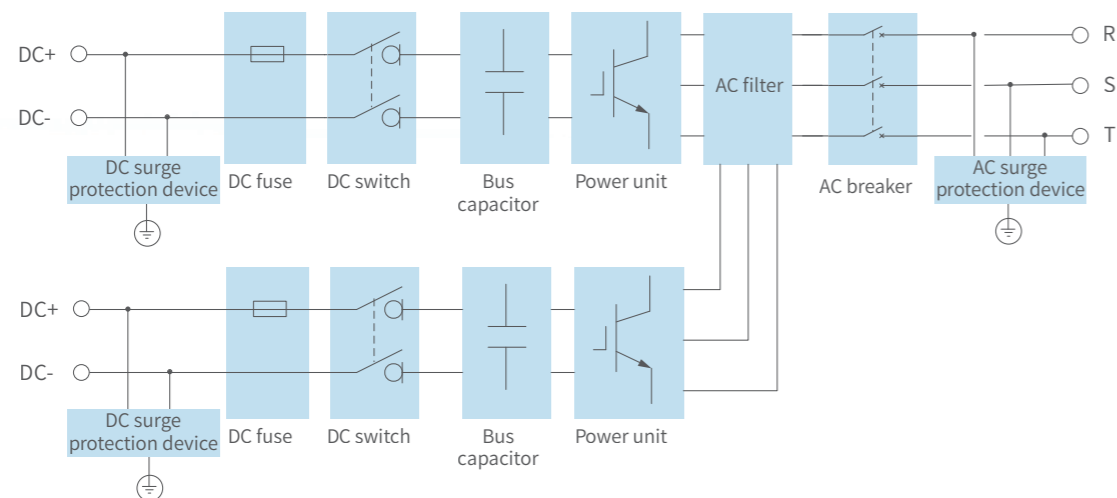 DC+
DC-
DC surge
protection device
DC fuse
DC switch
Bus
capacitor
Power unit
AC filter
AC breaker
R
S
T
AC surge
protection device
DC+
DC-
DC surge
protection device
DC fuse
DC switch
Bus
capacitor
Power unit